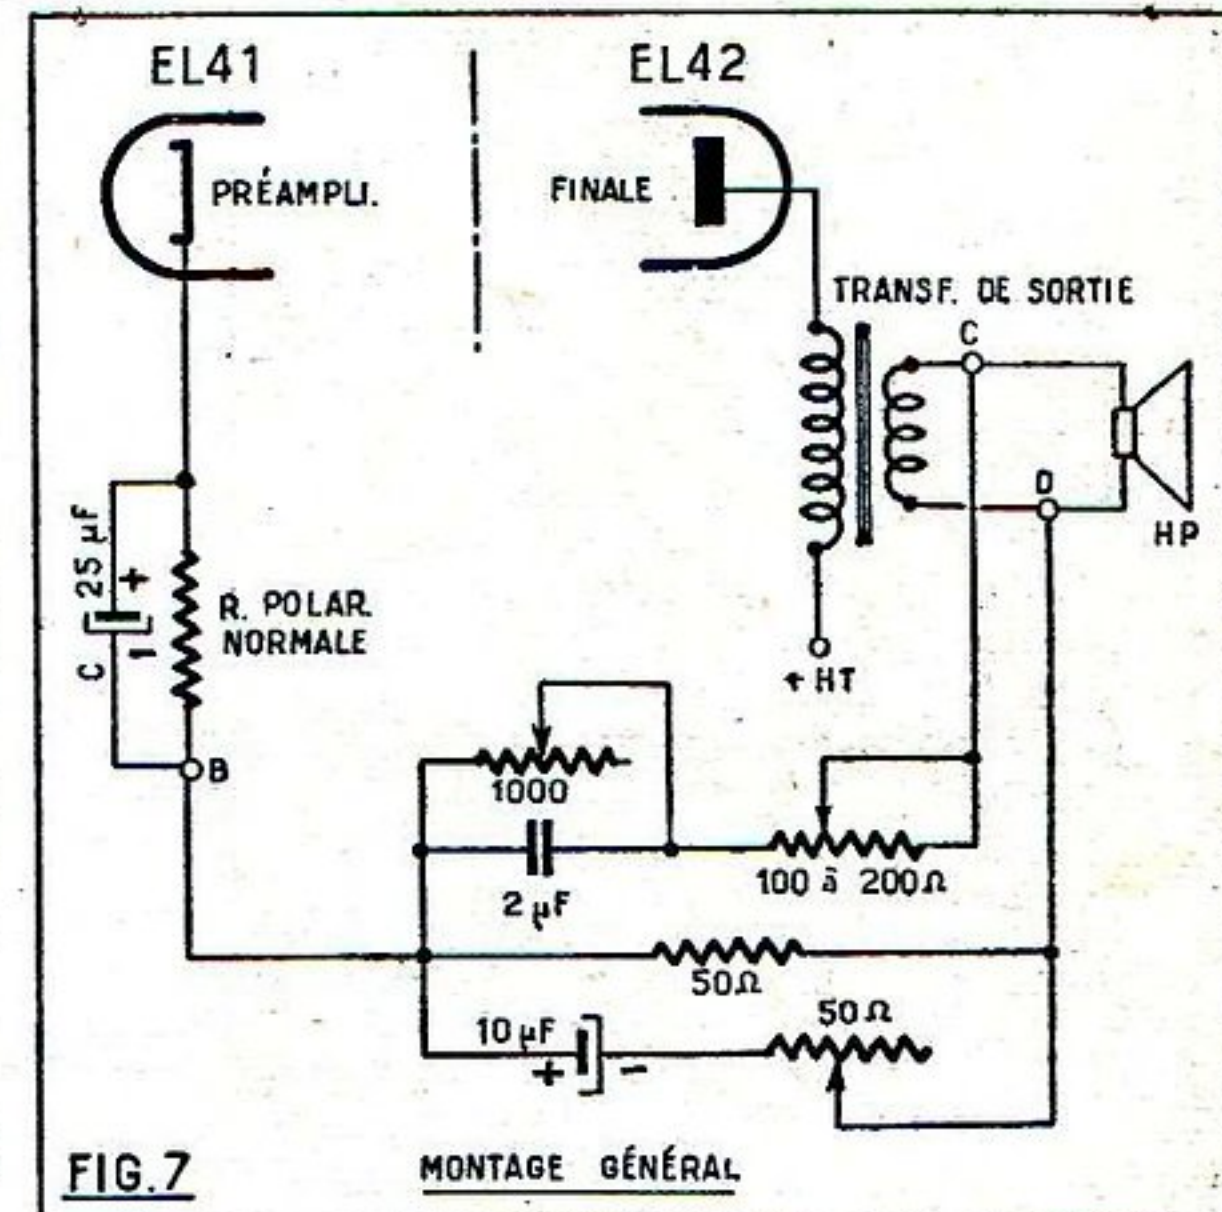 EL41
EL42
PRÉAMPLI.
FINALE
TRANSF. DE SORTIE
C
D
HP
C 25 µF
+
-
R. POLAR.
NORMALE
+ HT
B
1000
2 µF
100 à 200Ω
50Ω
50Ω
10 µF
+
-
FIG.7
MONTAGE GÉNÉRAL